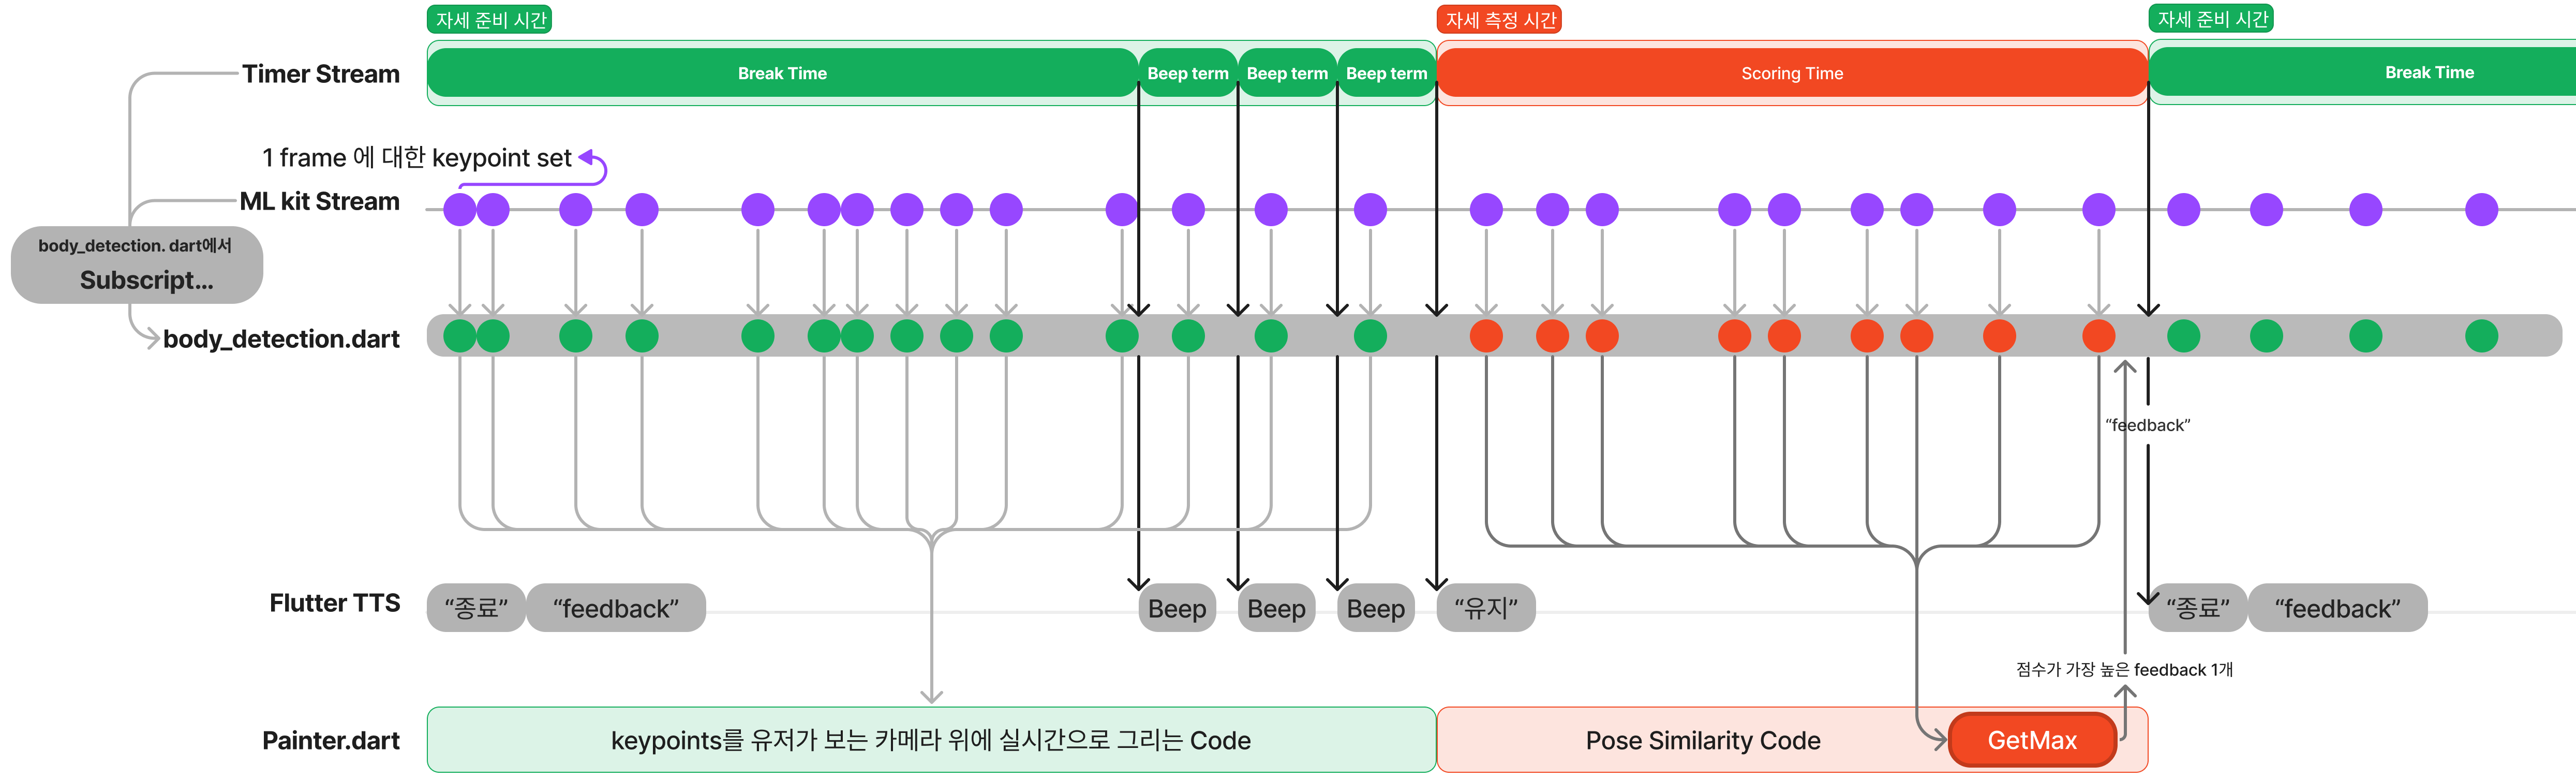 자세 준비 시간
자세 측정 시간
자세 준비 시간
Timer Stream
Break Time
Beep term
Beep term
Beep term
Scoring Time
Break Time
1 frame 에 대한 keypoint set
ML kit Stream
body_detection. dart에서
Subscript...
body_detection.dart
“feedback”
Flutter TTS
“종료”
“feedback”
Beep
Beep
Beep
“유지”
“종료”
“feedback”
점수가 가장 높은 feedback 1개
Painter.dart
keypoints를 유저가 보는 카메라 위에 실시간으로 그리는 Code
Pose Similarity Code
GetMax